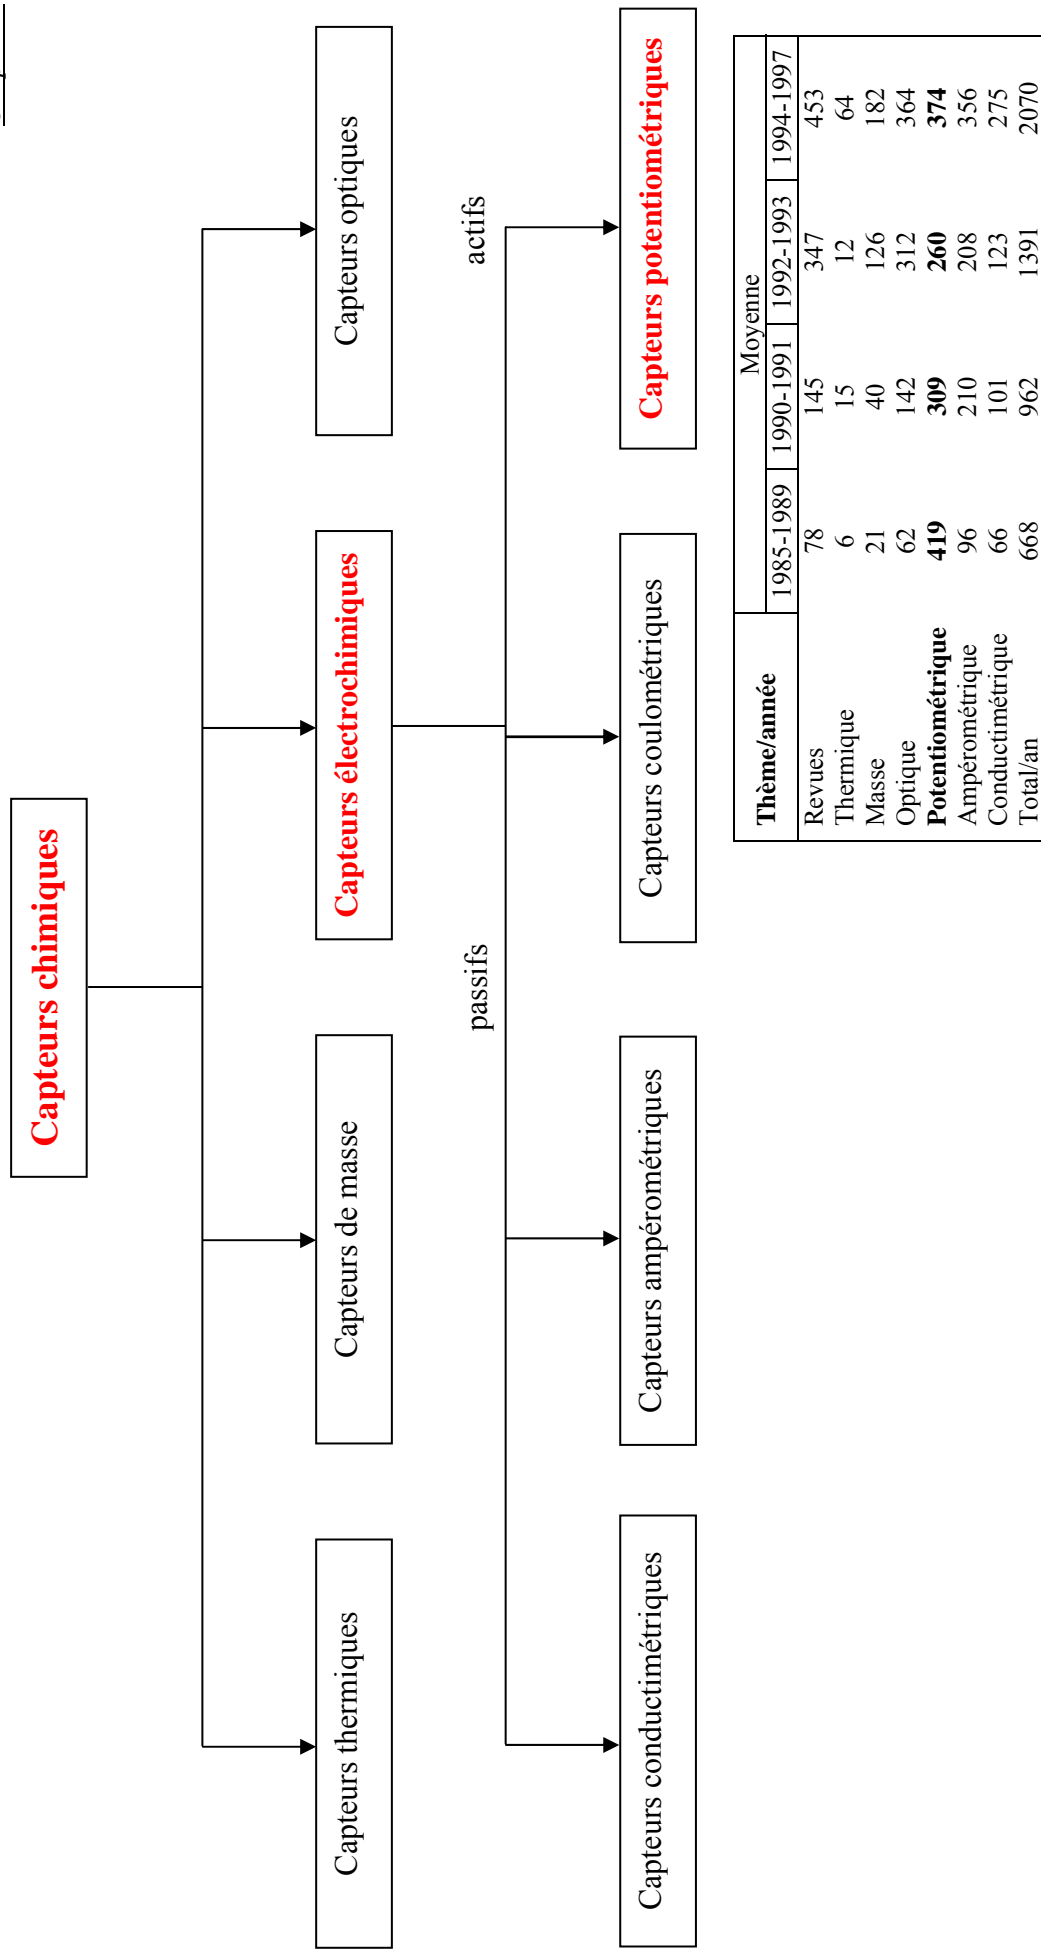 Capteurs chimiques
Capteurs thermiques
Capteurs de masse
Capteurs électrochimiques
Capteurs optiques
passifs
actifs
Capteurs conductimétriques
Capteurs ampérométriques
Capteurs coulométriques
Capteurs potentiométriques
Thème/année Moyenne
1985-1989 1990-1991 1992-1993 1994-1997
Revues 78 145 347 453
Thermique 6 15 12 64
Masse 21 40 126 182
Optique 62 142 312 364
Potentiométrique 419 309 260 374
Ampérométrique 96 210 208 356
Conductimétrique 66 101 123 275
Total/an 668 962 1391 2070